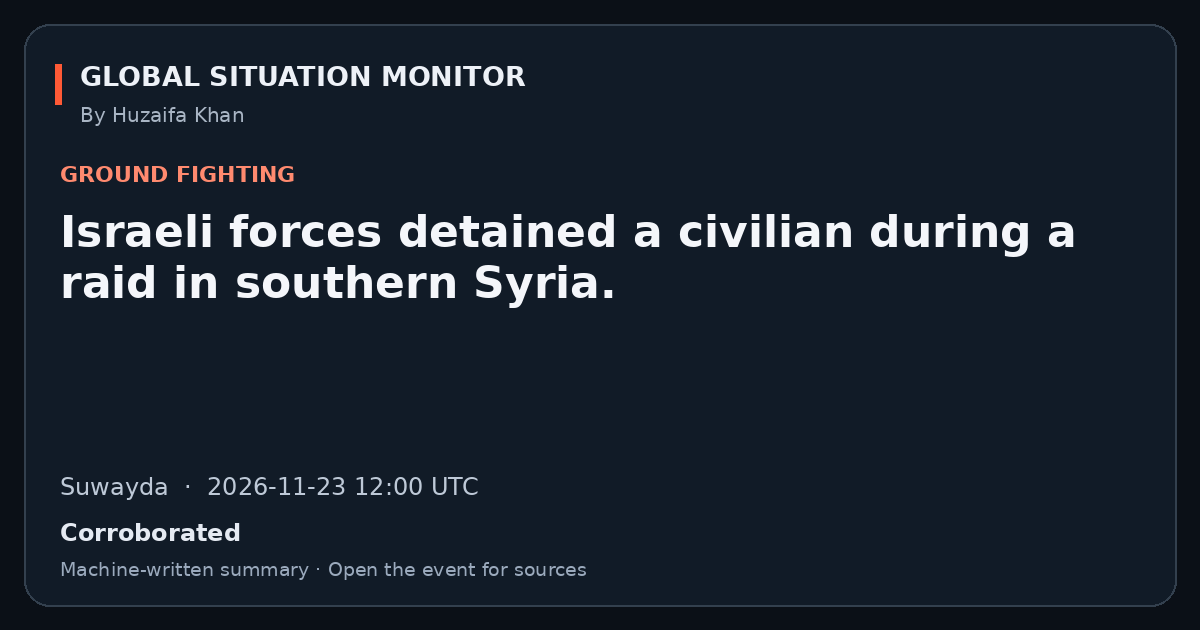 GLOBAL SITUATION MONITOR
By Huzaifa Khan
GROUND FIGHTING
Israeli forces detained a civilian during a
raid in southern Syria.
Suwayda · 2026-11-23 12:00 UTC
Corroborated
Machine-written summary · Open the event for sources